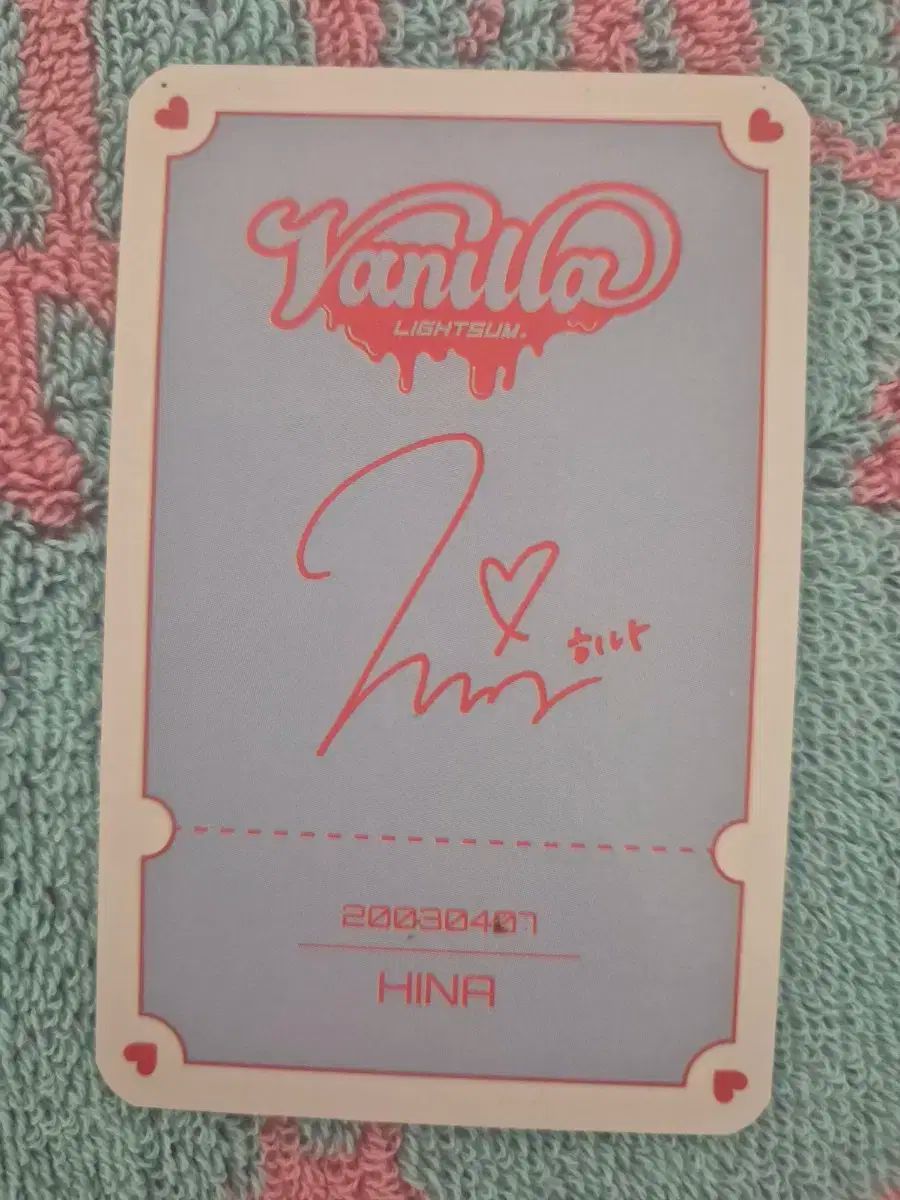 Vanilla
LIGHTSUM.
히나
20030407
HINA